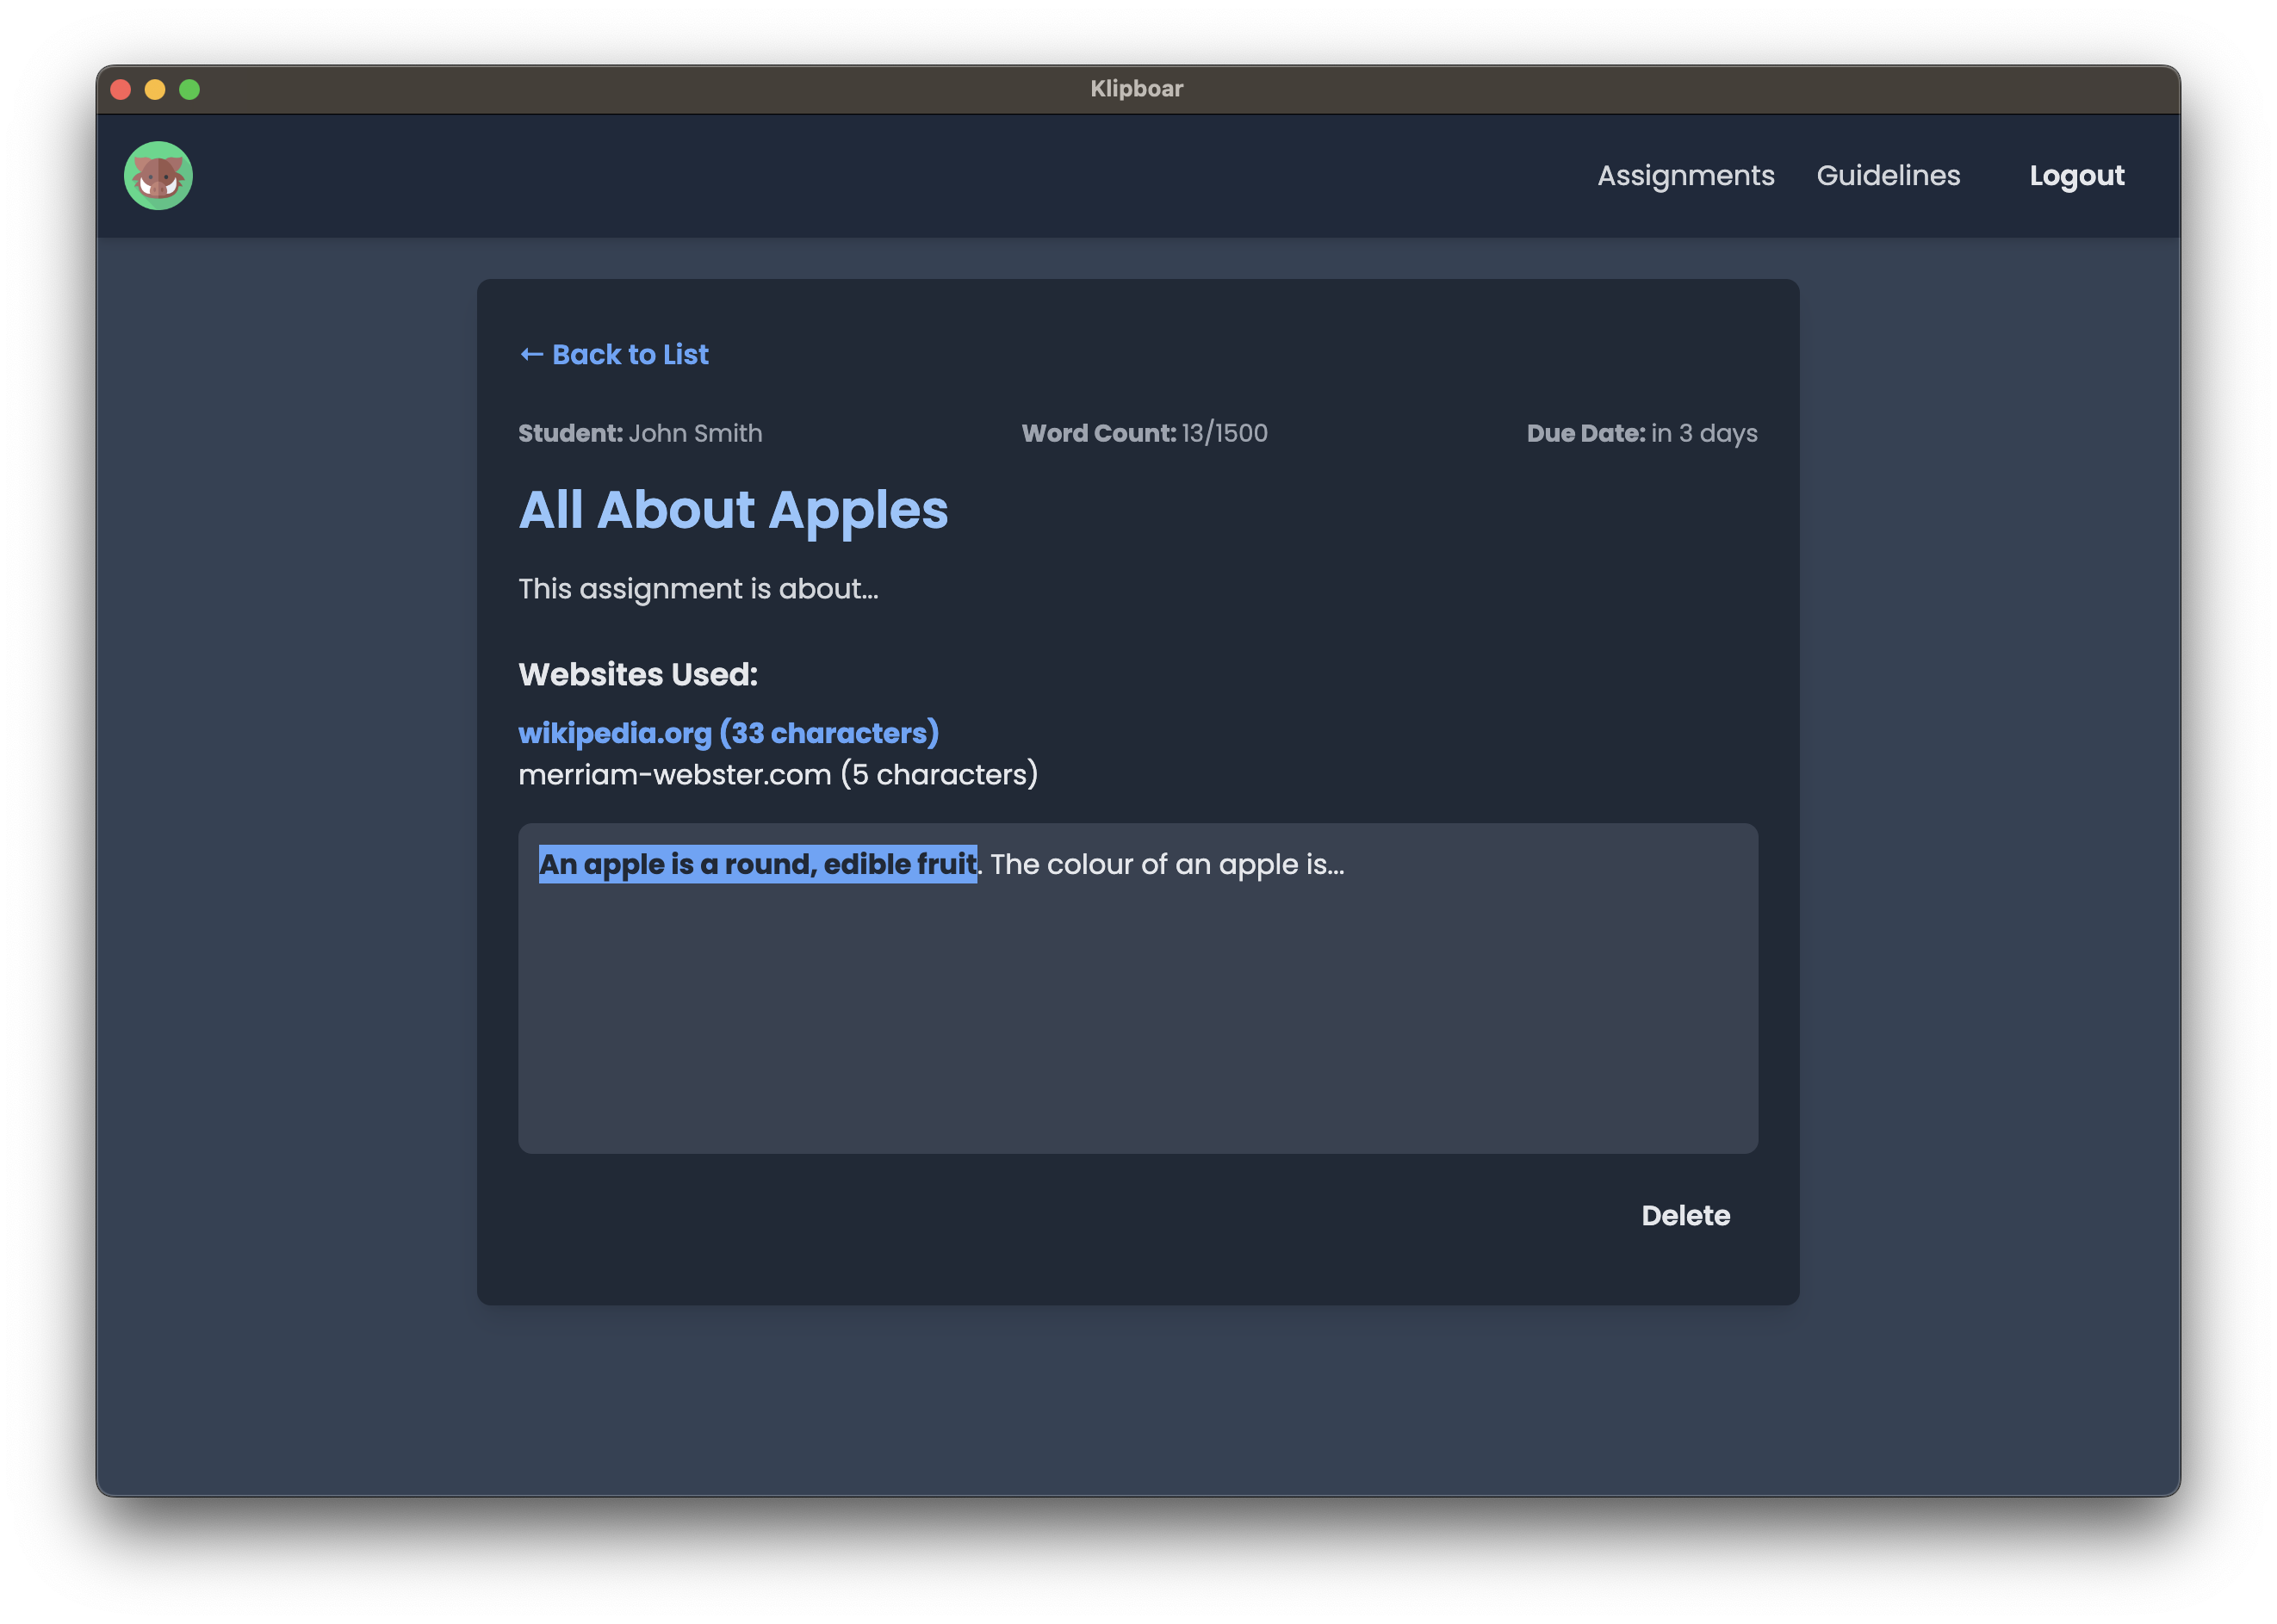 Klipboar
Assignments Guidelines Logout
← Back to List
Student: John Smith Word Count: 13/1500 Due Date: in 3 days
All About Apples
This assignment is about...
Websites Used:
wikipedia.org (33 characters)
merriam-webster.com (5 characters)
An apple is a round, edible fruit. The colour of an apple is...
Delete